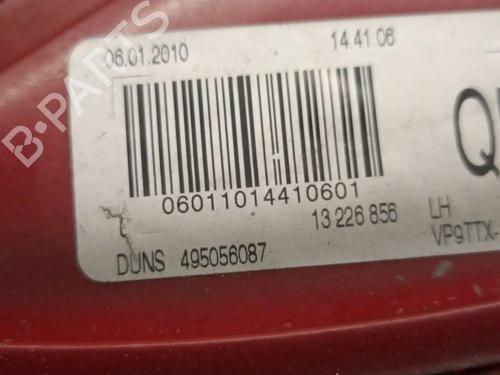 06.01.2010 14.41.06
Q
06011014410601
13 226 856 LH
DUNS 495056087 VP9TTX-
B-PARTS